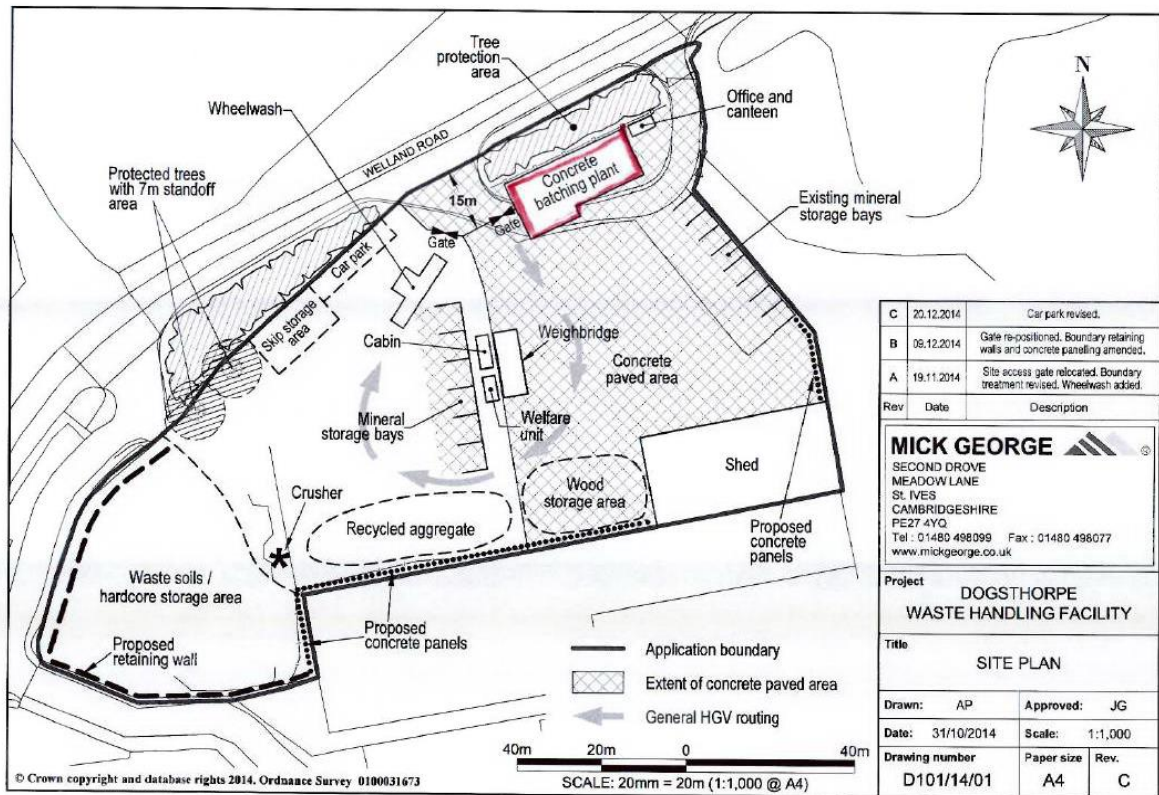 Tree
protection
area
Office and
canteen
Wheelwash
N
WELLAND ROAD
Protected trees
with 7m standoff
area
Concrete
batching plant
15m
Existing mineral
storage bays
Gate
Gate
Car park
Skip storage
area
Cabin
Weighbridge
Concrete
paved area
Mineral
storage bays
Welfare
unit
Shed
Wood
storage area
Crusher
Recycled aggregate
Proposed
concrete
panels
Waste soils /
hardcore storage area
Proposed
retaining wall
Proposed
concrete panels
Application boundary
Extent of concrete paved area
General HGV routing
40m 20m 0 40m
SCALE: 20mm = 20m (1:1,000 @ A4)
© Crown copyright and database rights 2014. Ordnance Survey 0100031673
C 20.12.2014 Car park revised.
B 09.12.2014 Gate re-positioned. Boundary retaining
walls and concrete panelling amended.
A 19.11.2014 Site access gate relocated. Boundary
treatment revised. Wheelwash added.
Rev Date Description
MICK GEORGE ®
SECOND DROVE
MEADOW LANE
St. IVES
CAMBRIDGESHIRE
PE27 4YQ
Tel : 01480 498099 Fax : 01480 498077
www.mickgeorge.co.uk
Project
DOGSTHORPE
WASTE HANDLING FACILITY
Title
SITE PLAN
Drawn: AP Approved: JG
Date: 31/10/2014 Scale: 1:1,000
Drawing number Paper size Rev.
D101/14/01 A4 C